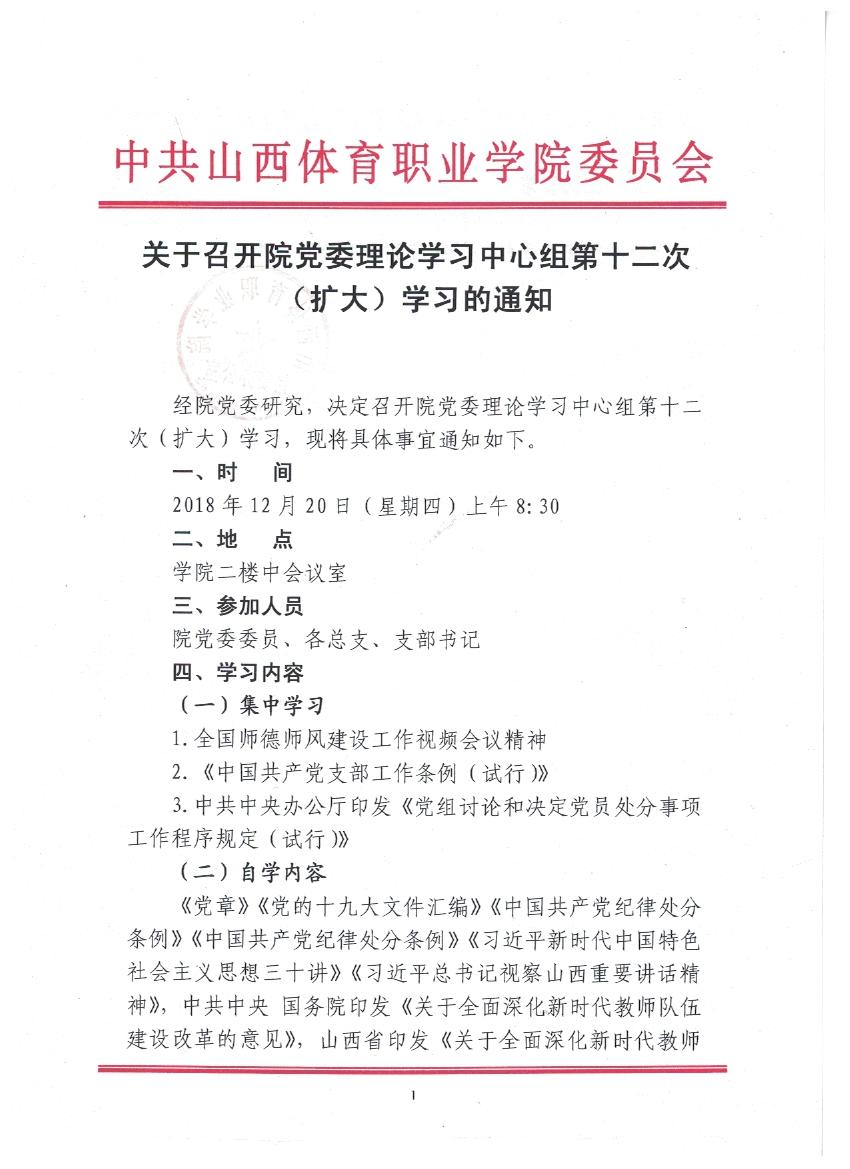 中共山西体育职业学院委员会
关于召开院党委理论学习中心组第十二次
（扩大）学习的通知
经院党委研究，决定召开院党委理论学习中心组第十二
次（扩大）学习，现将具体事宜通知如下。
一、时 间
2018年12月20日（星期四）上午8:30
二、地 点
学院二楼中会议室
三、参加人员
院党委委员、各总支、支部书记
四、学习内容
（一）集中学习
1.全国师德师风建设工作视频会议精神
2.《中国共产党支部工作条例（试行）》
3.中共中央办公厅印发《党组讨论和决定党员处分事项
工作程序规定（试行）》
（二）自学内容
《党章》《党的十九大文件汇编》《中国共产党纪律处分
条例》《中国共产党纪律处分条例》《习近平新时代中国特色
社会主义思想三十讲》《习近平总书记视察山西重要讲话精
神》，中共中央 国务院印发《关于全面深化新时代教师队伍
建设改革的意见》，山西省印发《关于全面深化新时代教师
1